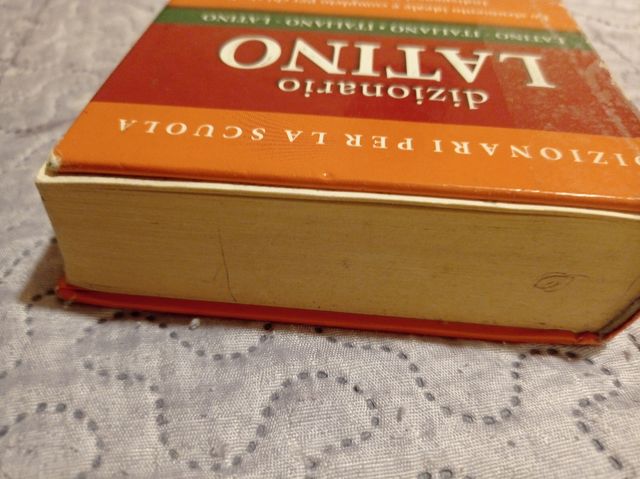 DIZIONARI PER LA SCUOLA
dizionario
LATINO
LATINO - ITALIANO • ITALIANO - LATINO